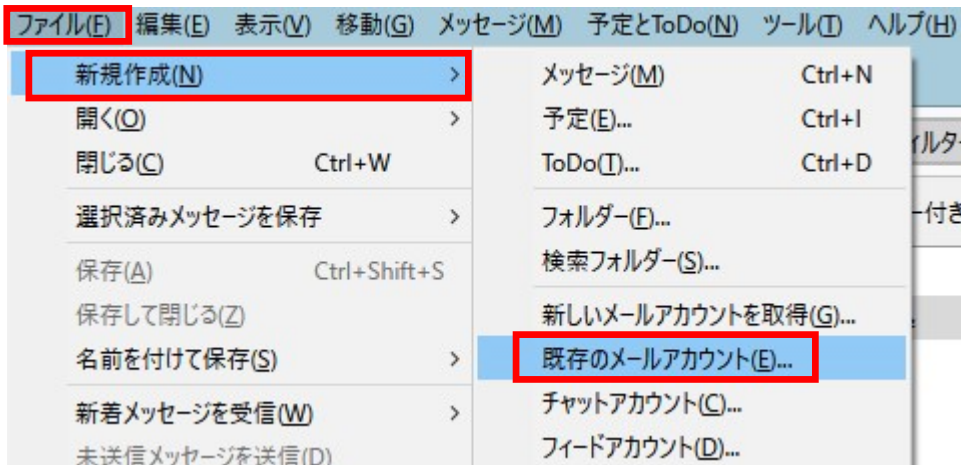 ファイル(F) 編集(E) 表示(V) 移動(G) メッセージ(M) 予定とToDo(N) ツール(T) ヘルプ(H)
新規作成(N) >
開く(O) >
閉じる(C) Ctrl+W
選択済みメッセージを保存 >
保存(A) Ctrl+Shift+S
保存して閉じる(Z)
名前を付けて保存(S) >
新着メッセージを受信(W) >
未送信メッセージを送信(D)
メッセージ(M) Ctrl+N
予定(E)... Ctrl+I
ToDo(T)... Ctrl+D
フォルダー(F)...
検索フォルダー(S)...
新しいメールアカウントを取得(G)...
既存のメールアカウント(E)...
チャットアカウント(C)...
フィードアカウント(D)...
ィルター
ー付き